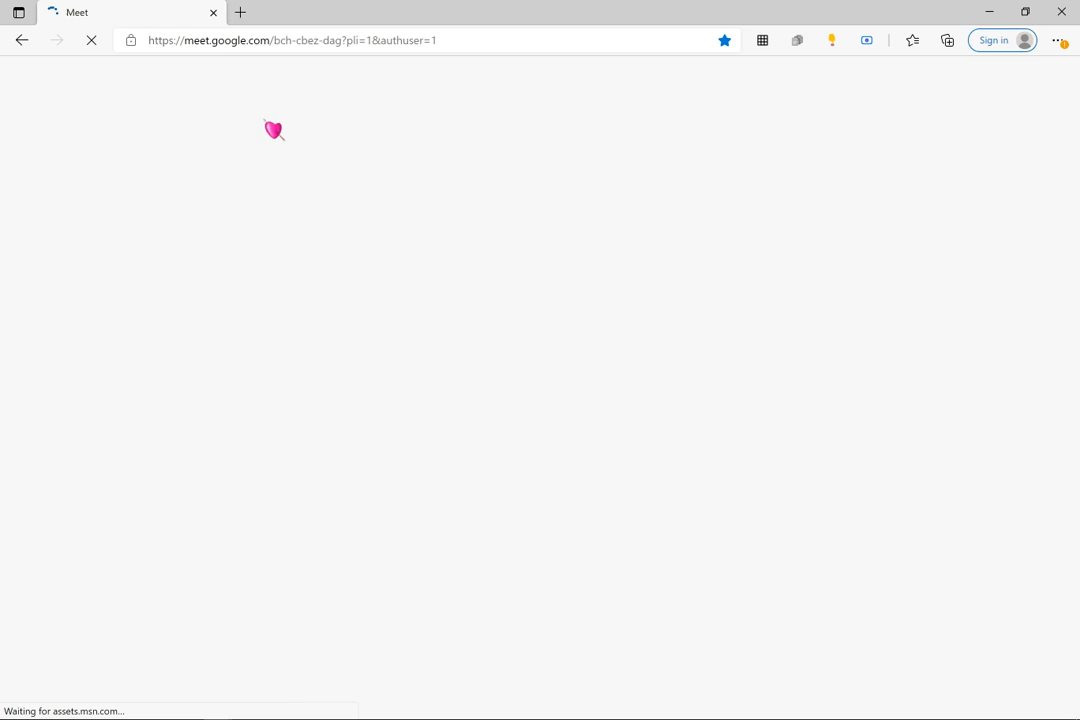 Meet
https://meet.google.com/bch-cbez-dag?pli=1&authuser=1
Sign in
Waiting for assets.msn.com...